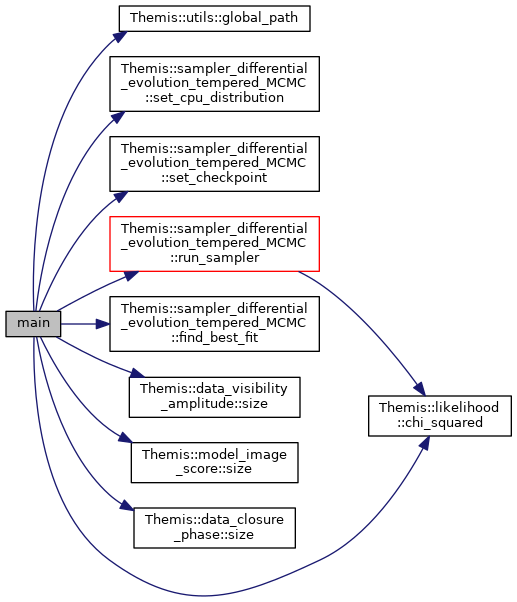 Themis::utils::global_path
Themis::sampler_differential
_evolution_tempered_MCMC
::set_cpu_distribution
Themis::sampler_differential
_evolution_tempered_MCMC
::set_checkpoint
Themis::sampler_differential
_evolution_tempered_MCMC
::run_sampler
main
Themis::sampler_differential
_evolution_tempered_MCMC
::find_best_fit
Themis::data_visibility
_amplitude::size
Themis::likelihood
::chi_squared
Themis::model_image
_score::size
Themis::data_closure
_phase::size